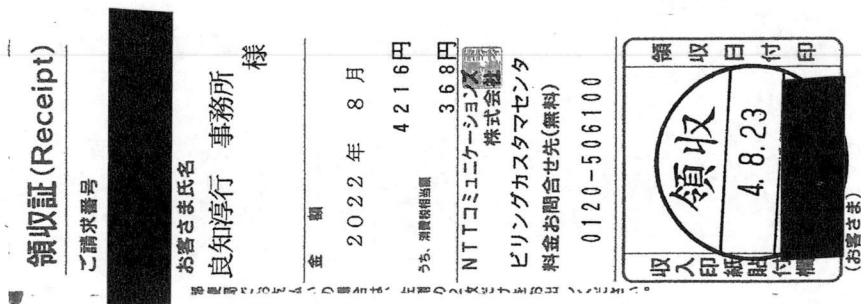 領収証(Receipt)
ご請求番号
お客さま氏名
良知淳行 事務所
様
金 額
2022年 8月
4216円
うち、消費税相当額
368円
NTTコミュニケーションズ
株式会社
ビリングカスタマセンタ
料金お問合せ先(無料)
0120-506100
領収日付印
領収
4.8.23
収入印紙貼付欄
(お客さま)